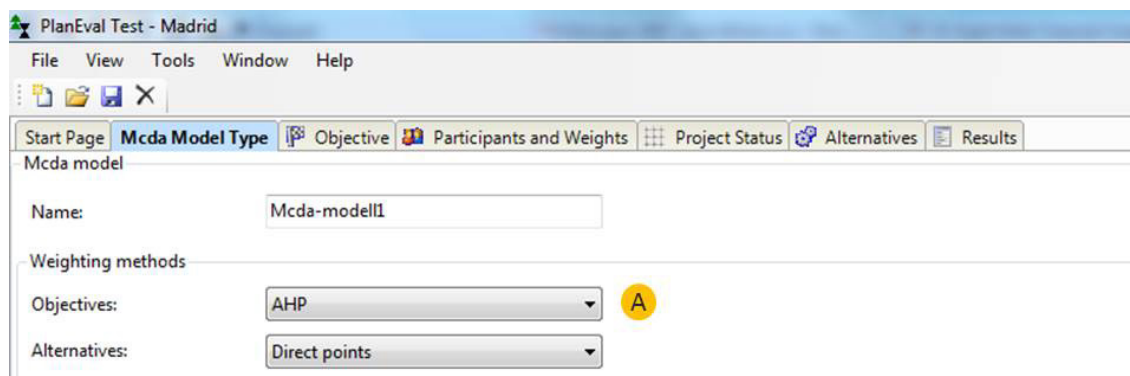 PlanEval Test - Madrid
File View Tools Window Help
Start Page Mcda Model Type Objective Participants and Weights Project Status Alternatives Results
Mcda model
Name: Mcda-modell1
Weighting methods
Objectives: AHP A
Alternatives: Direct points